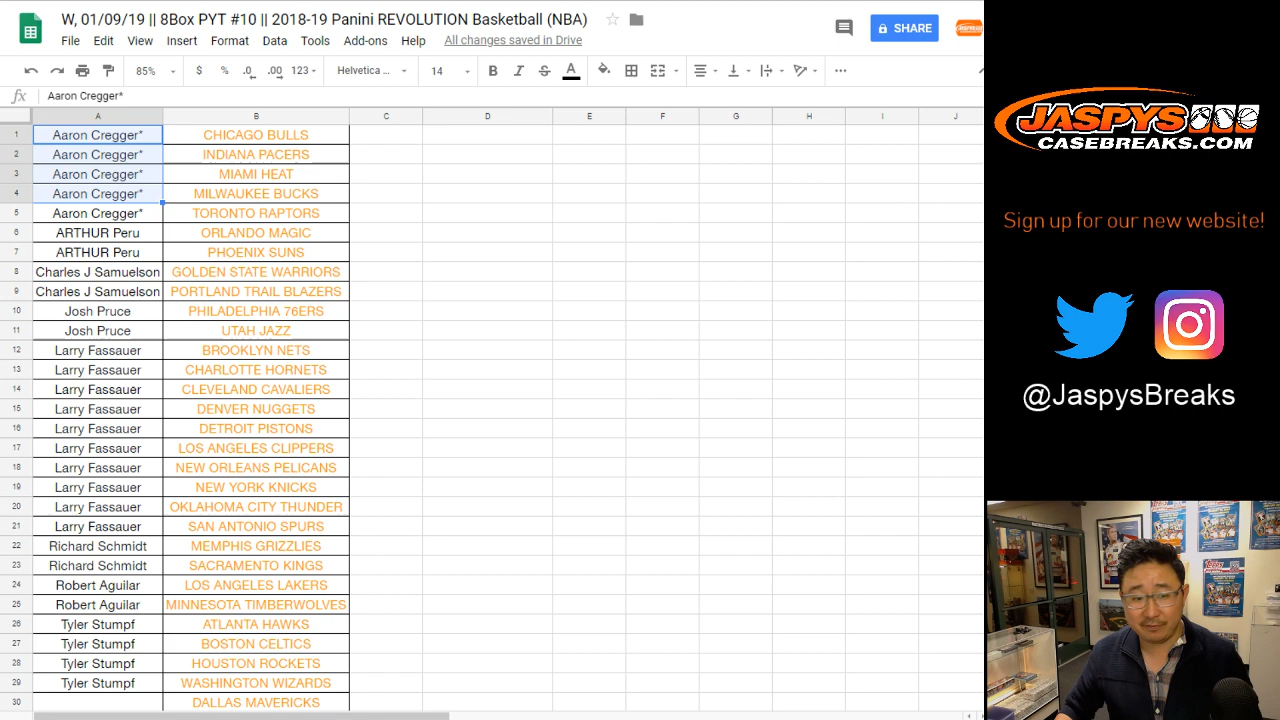 W, 01/09/19 || 8Box PYT #10 || 2018-19 Panini REVOLUTION Basketball (NBA)
File Edit View Insert Format Data Tools Add-ons Help All changes saved in Drive
SHARE
85% $ % .0 .00 123 Helvetica ... 14 B I S A
fx Aaron Cregger*
A B C D E F G H I J
1 Aaron Cregger* CHICAGO BULLS
2 Aaron Cregger* INDIANA PACERS
3 Aaron Cregger* MIAMI HEAT
4 Aaron Cregger* MILWAUKEE BUCKS
5 Aaron Cregger* TORONTO RAPTORS
6 ARTHUR Peru ORLANDO MAGIC
7 ARTHUR Peru PHOENIX SUNS
8 Charles J Samuelson GOLDEN STATE WARRIORS
9 Charles J Samuelson PORTLAND TRAIL BLAZERS
10 Josh Pruce PHILADELPHIA 76ERS
11 Josh Pruce UTAH JAZZ
12 Larry Fassauer BROOKLYN NETS
13 Larry Fassauer CHARLOTTE HORNETS
14 Larry Fassauer CLEVELAND CAVALIERS
15 Larry Fassauer DENVER NUGGETS
16 Larry Fassauer DETROIT PISTONS
17 Larry Fassauer LOS ANGELES CLIPPERS
18 Larry Fassauer NEW ORLEANS PELICANS
19 Larry Fassauer NEW YORK KNICKS
20 Larry Fassauer OKLAHOMA CITY THUNDER
21 Larry Fassauer SAN ANTONIO SPURS
22 Richard Schmidt MEMPHIS GRIZZLIES
23 Richard Schmidt SACRAMENTO KINGS
24 Robert Aguilar LOS ANGELES LAKERS
25 Robert Aguilar MINNESOTA TIMBERWOLVES
26 Tyler Stumpf ATLANTA HAWKS
27 Tyler Stumpf BOSTON CELTICS
28 Tyler Stumpf HOUSTON ROCKETS
29 Tyler Stumpf WASHINGTON WIZARDS
30 DALLAS MAVERICKS
JASPYS
CASEBREAKS.COM
Sign up for our new website!
@JaspysBreaks